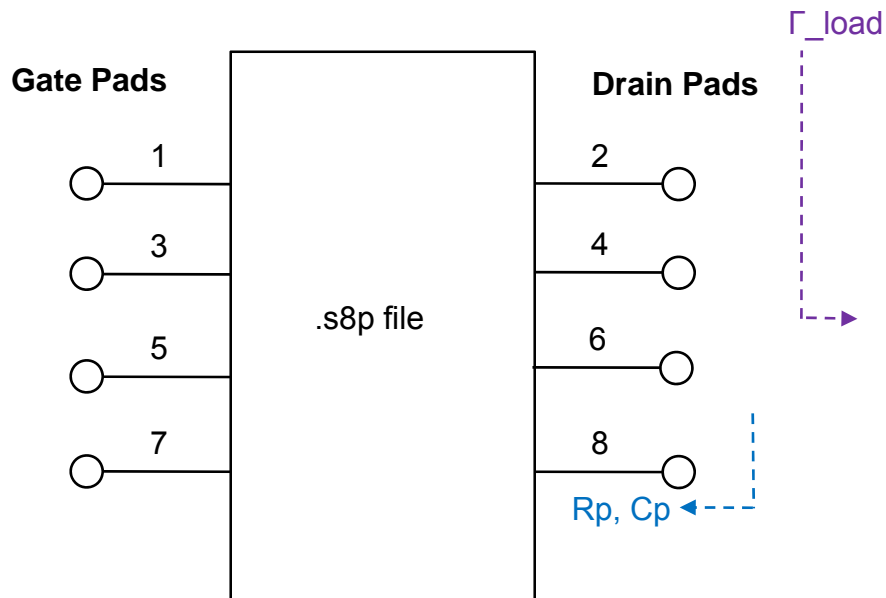 Γ_load
Gate Pads
Drain Pads
1
2
3
4
.s8p file
5
6
7
8
Rp, Cp